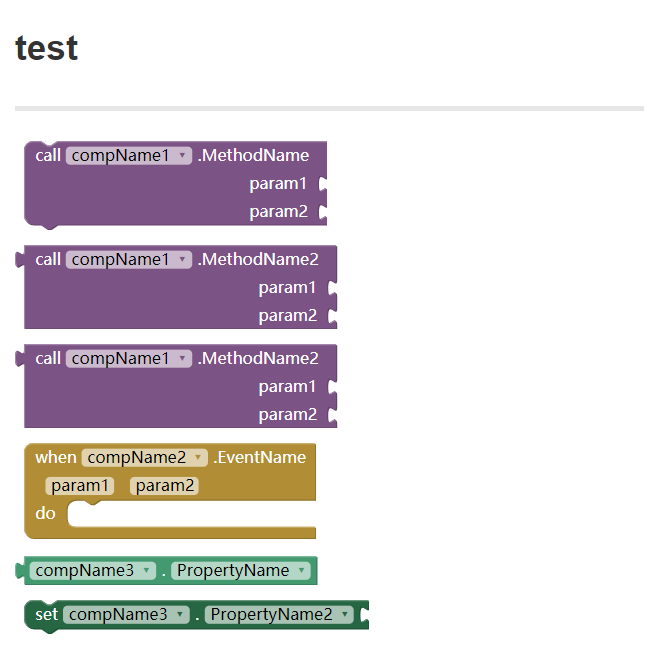 test
call compName1 .MethodName
param1
param2
call compName1 .MethodName2
param1
param2
call compName1 .MethodName2
param1
param2
when compName2 .EventName
param1 param2
do
compName3 . PropertyName
set compName3 . PropertyName2